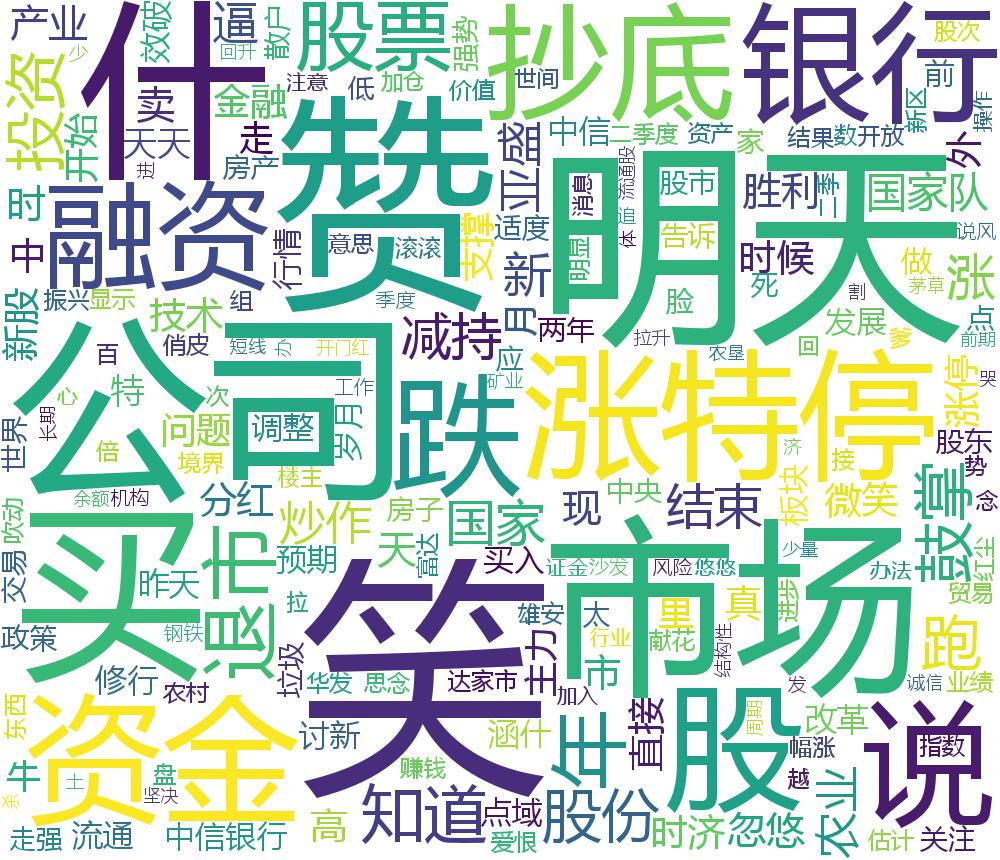 产业
效破
逼
股票
强势
抄底
银行
股次
少
回升
散户
什
注意
低
加仓
世间
前
投资
卖
金融
价值
新区
操作
开始
天天
走
赞
亚盛
中信
二季度
资产
家
结果
数
开放
外
进
房产
流通股
时
融资
意思
滚滚
支撑
适度
消息
明天
股市
胜利
二季
国家队
说风
中
行情
新
明显
体
追
告诉
时候
做
茅草
涨
振兴
显示
组
季度
月
脸
死
割
点
新股
技术
减持
两年
拉升
发展
爹
前期
百
俏皮
短线
办
开门红
应
农垦
回
公司
跌
矿业
涨特停
涨停
哭
心
特
次
工作
岁月
世界
长期
倍
问题
调整
境界
济
接
股东
势
余额
机构
楼主
分红
炒作
房子
国家
现
中央
结束
板块
微笑
鼓掌
念
吹动
买
退市
天
富达
买入
证金
沙发
风险
悠悠
少量
办法
红尘
交易
昨天
预期
市场
贸易
政策
钢铁
拉
笑
雄安
太
里
真
进步
行业
献花
跑
修行
农村
垃圾
华发
思念
达家市
主力
加入
市
结构性
发
诚信
业绩
东西
资金
讨新
涵什
年
直接
股
周期
改革
说
指数
幅涨
牛
土
盘
赚钱
越
农业
杀
坚决
知道
点域
股份
走强
流通
中信银行
高
爱恨
时济
忽悠
估计
关注